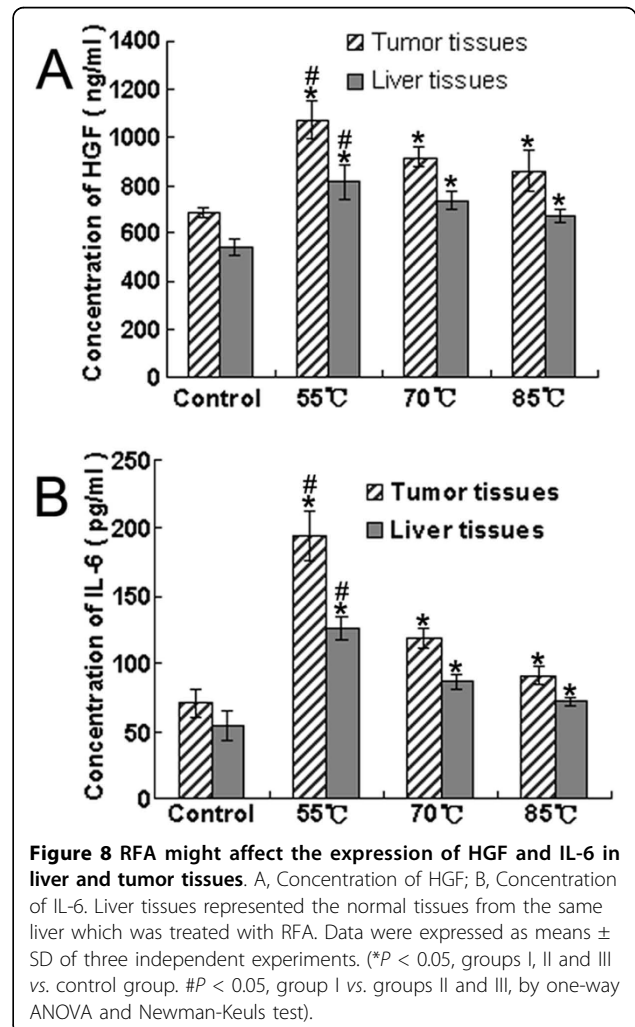 A
Concentration of HGF ( ng/ml)
1400
1200
1000
800
600
400
200
0
Tumor tissues
Liver tissues
#
*
#
*
*
*
*
*
Control 55℃ 70℃ 85℃
B
Concentration of IL-6 ( pg/ml)
250
200
150
100
50
0
Tumor tissues
Liver tissues
#
*
#
*
*
*
*
*
Control 55℃ 70℃ 85℃
Figure 8 RFA might affect the expression of HGF and IL-6 in
liver and tumor tissues. A, Concentration of HGF; B, Concentration
of IL-6. Liver tissues represented the normal tissues from the same
liver which was treated with RFA. Data were expressed as means ±
SD of three independent experiments. (*P < 0.05, groups I, II and III
vs. control group. #P < 0.05, group I vs. groups II and III, by one-way
ANOVA and Newman-Keuls test).